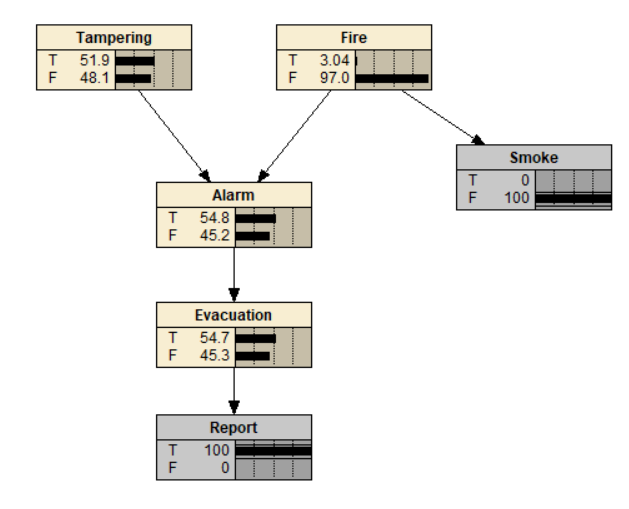 Tampering
T 51.9
F 48.1
Fire
T 3.04
F 97.0
Smoke
T 0
F 100
Alarm
T 54.8
F 45.2
Evacuation
T 54.7
F 45.3
Report
T 100
F 0